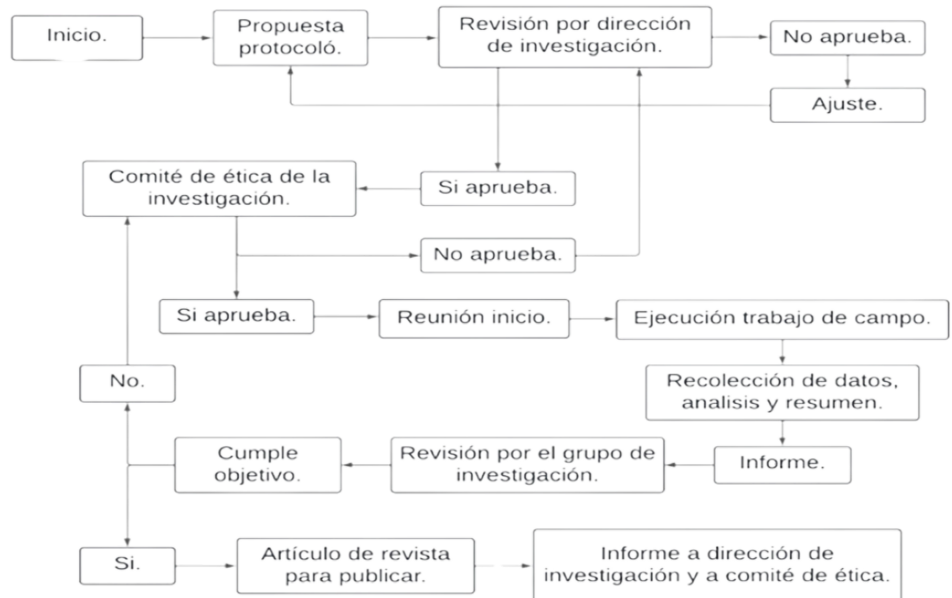 Inicio.
Propuesta
protocoló.
Revisión por dirección
de investigación.
No aprueba.
Ajuste.
Comité de ética de la
investigación.
Si aprueba.
No aprueba.
Si aprueba.
Reunión inicio.
Ejecución trabajo de campo.
Recolección de datos,
analisis y resumen.
No.
Cumple
objetivo.
Revisión por el grupo de
investigación.
Informe.
Si.
Artículo de revista
para publicar.
Informe a dirección de
investigación y a comité de ética.